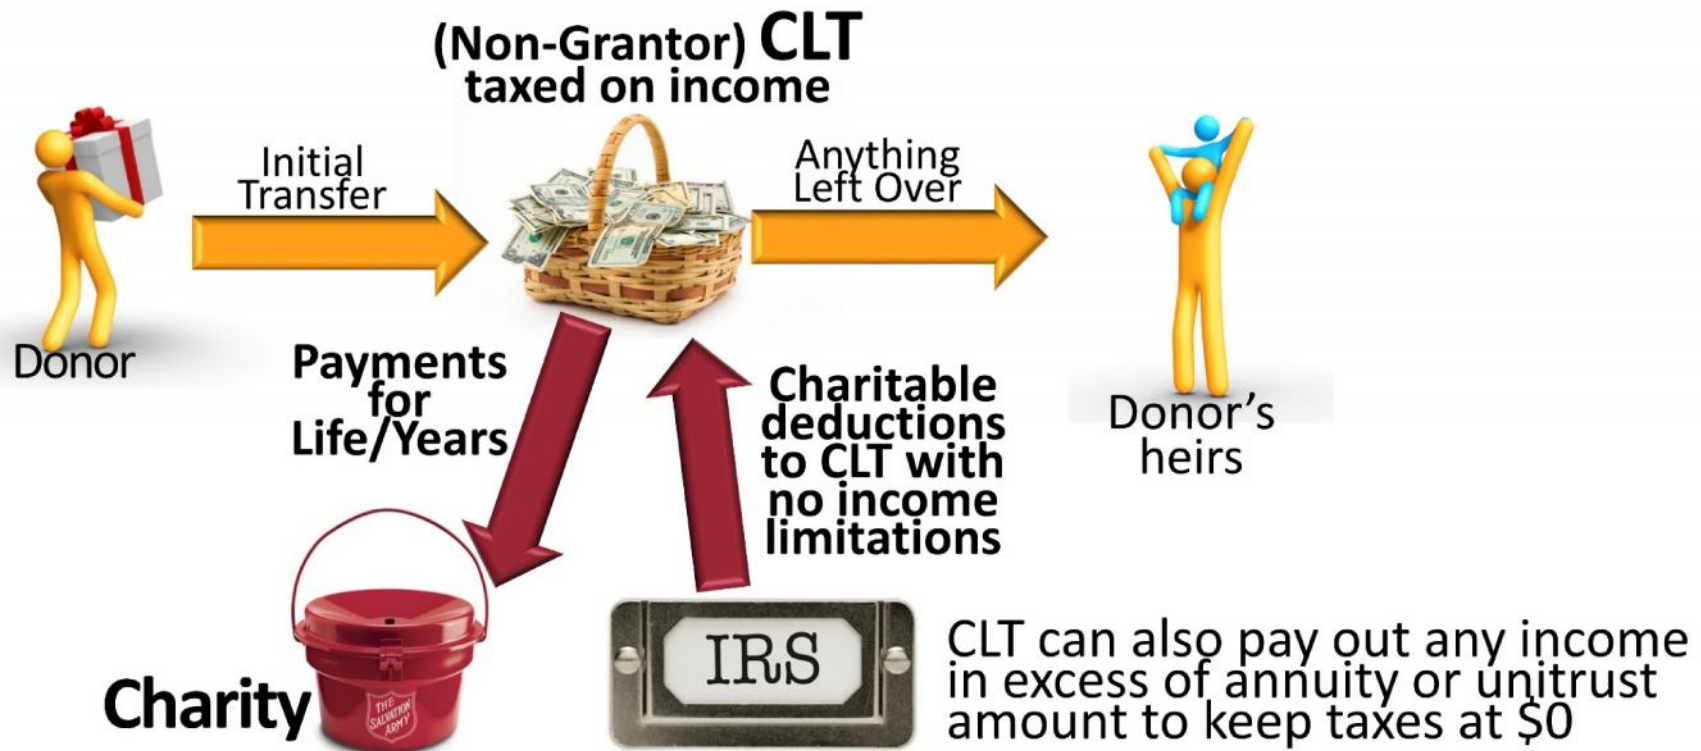 (Non-Grantor) CLT
taxed on income
Initial
Transfer
Anything
Left Over
Donor
Payments
for
Life/Years
Charitable
deductions
to CLT with
no income
limitations
Donor's
heirs
Charity
THE
SALVATION
ARMY
IRS
CLT can also pay out any income
in excess of annuity or unitrust
amount to keep taxes at $0